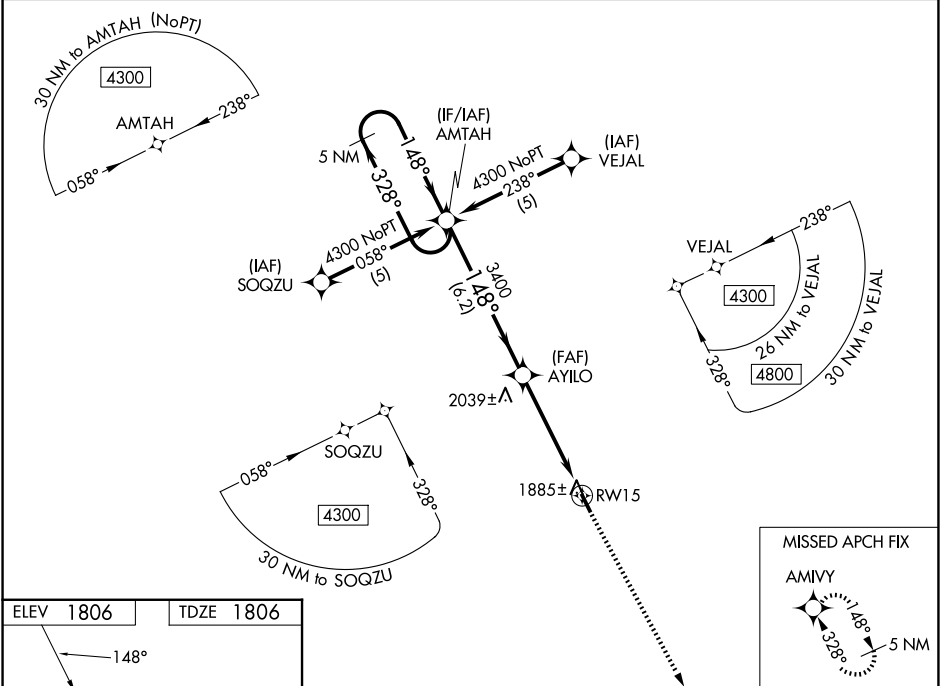 30 NM to AMTAH (NoPT)
4300
AMTAH
238°
058°
(IF/IAF)
AMTAH
(IAF)
VEJAL
5 NM
148°
328°
4300 NoPT
238°
(5)
4300 NoPT
058°
(5)
(IAF)
SOQZU
3400
148°
(6.2)
(FAF)
AYILO
2039±
1885±
RW15
238°
VEJAL
4300
26 NM to VEJAL
4800
30 NM to VEJAL
328°
SOQZU
058°
328°
4300
30 NM to SOQZU
MISSED APCH FIX
AMIVY
148°
328°
5 NM
ELEV 1806
TDZE 1806
148°